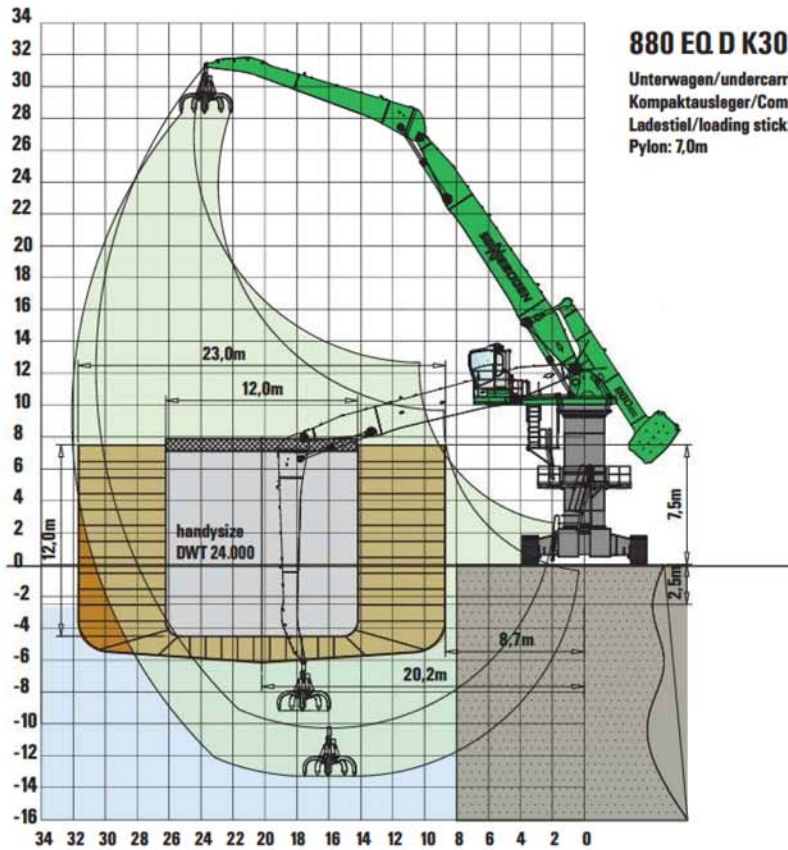 880 EQ D K30
Unterwagen/undercarr
Kompaktausleger/Com
Ladestiel/loading stick:
Pylon: 7,0m
34
32
30
28
26
24
22
20
18
16
14
12
10
8
6
4
2
0
-2
-4
-6
-8
-10
-12
-14
-16
23,0m
12,0m
12,0m
handysize
DWT 24.000
7,5m
2,5m
8,7m
20,2m
34 32 30 28 26 24 22 20 18 16 14 12 10 8 6 4 2 0